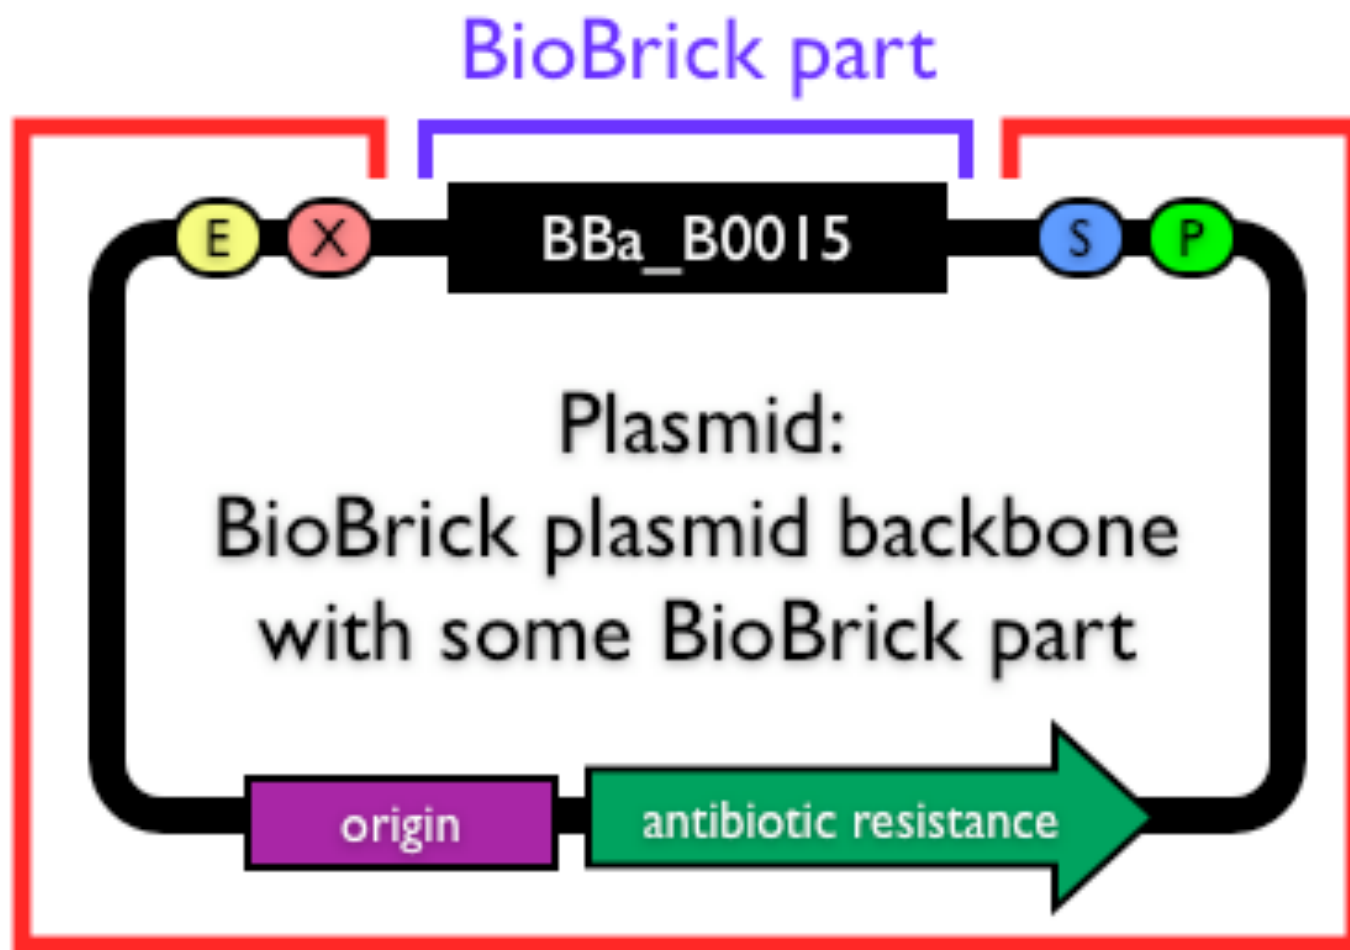 BioBrick part
E X BBa_B0015 S P
Plasmid:
BioBrick plasmid backbone
with some BioBrick part
origin antibiotic resistance